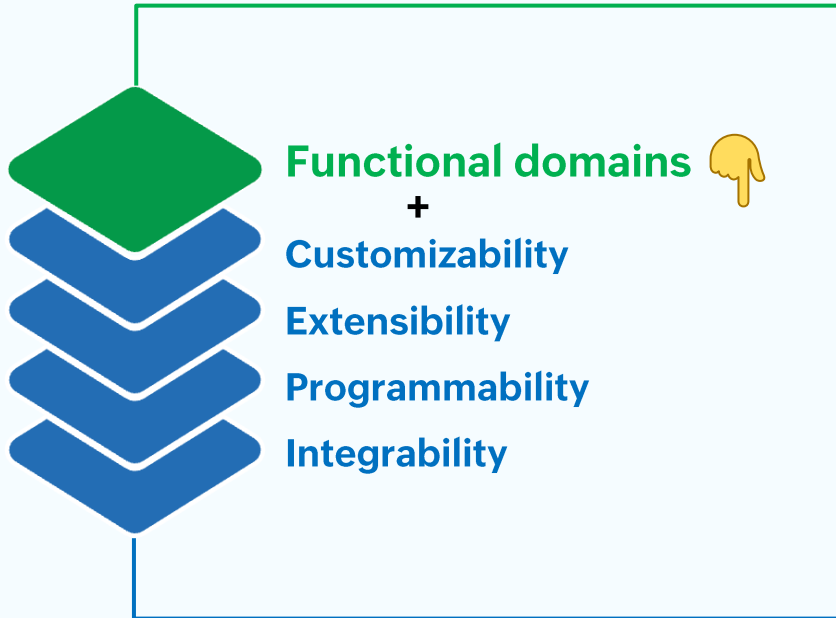 Functional domains
+
Customizability
Extensibility
Programmability
Integrability